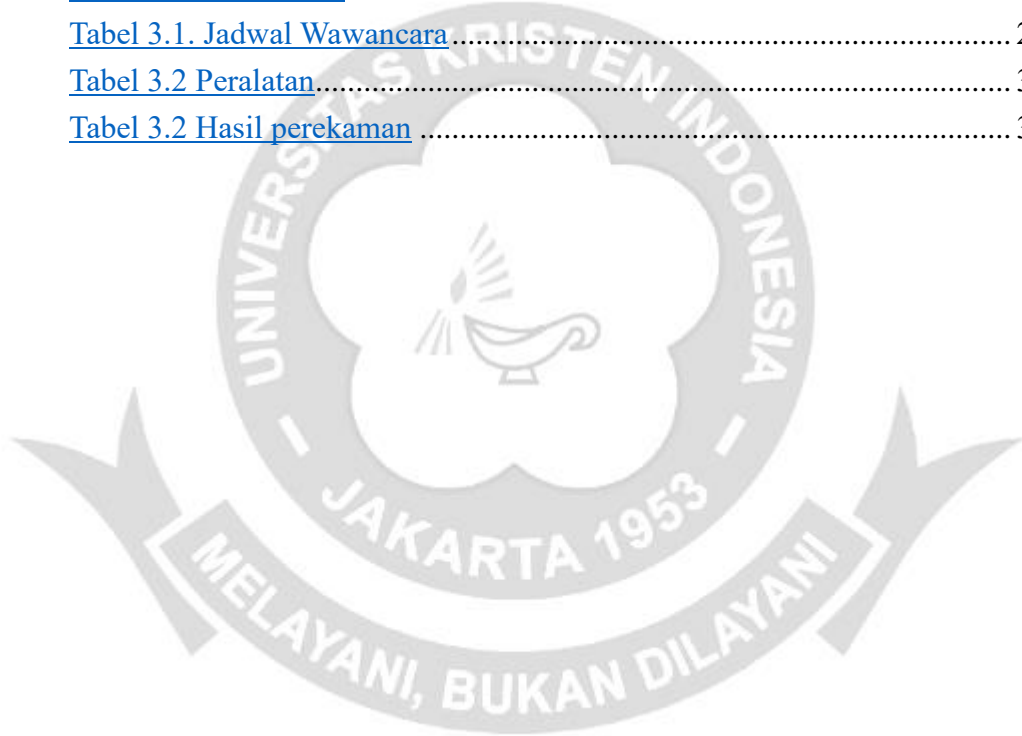 Tabel 3.1. Jadwal Wawancara
Tabel 3.2 Peralatan
Tabel 3.2 Hasil perekaman
UNIVERSITAS KRISTEN INDONESIA
JAKARTA 1953
MELAYANI, BUKAN DILAYANI